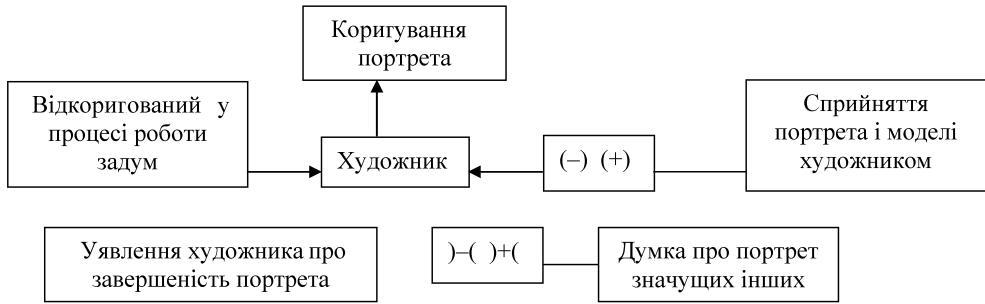 Коригування
портрета
Відкоригований у
процесі роботи
задум
Художник
(–) (+)
Сприйняття
портрета і моделі
художником
Уявлення художника про
завершеність портрета
)–( )+(
Думка про портрет
значущих інших